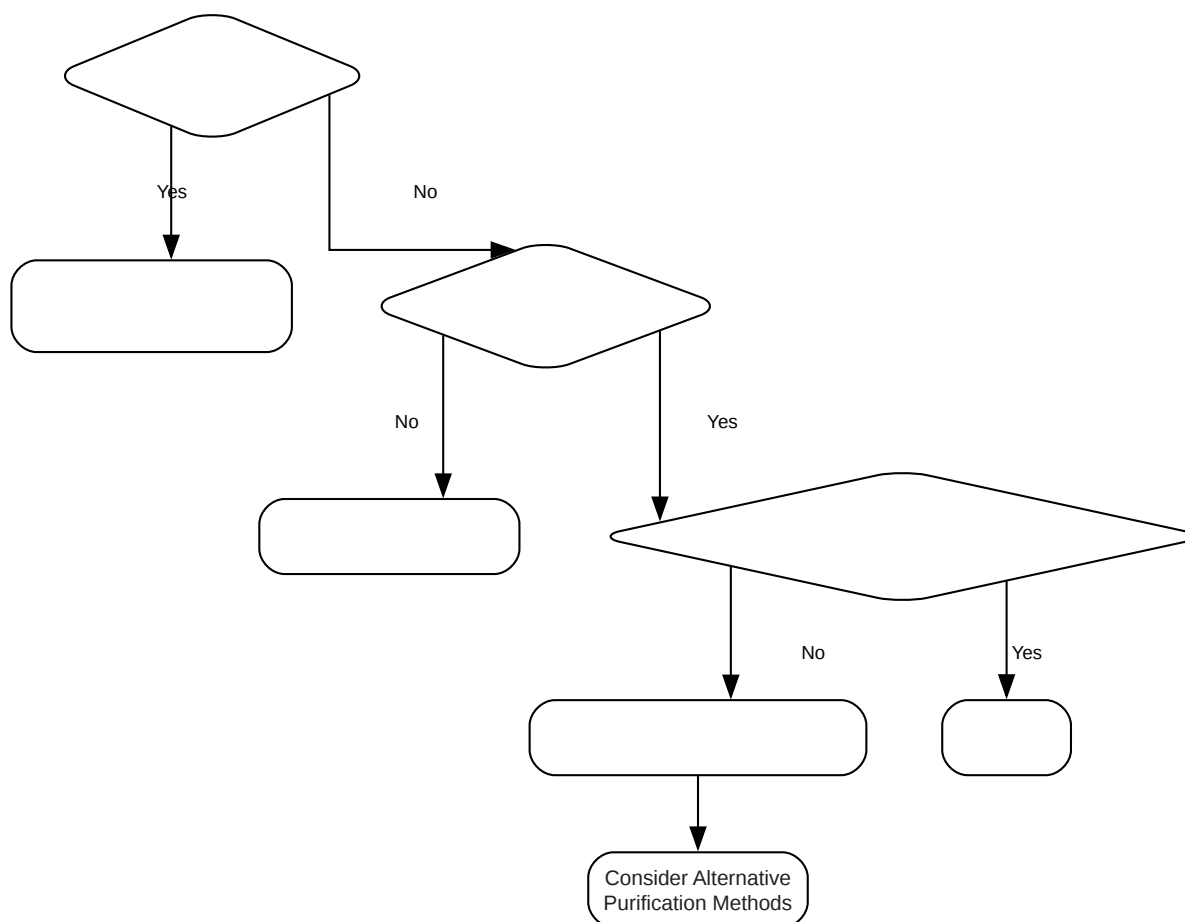 Yes
No
No
Yes
No
Yes
Consider Alternative
Purification Methods